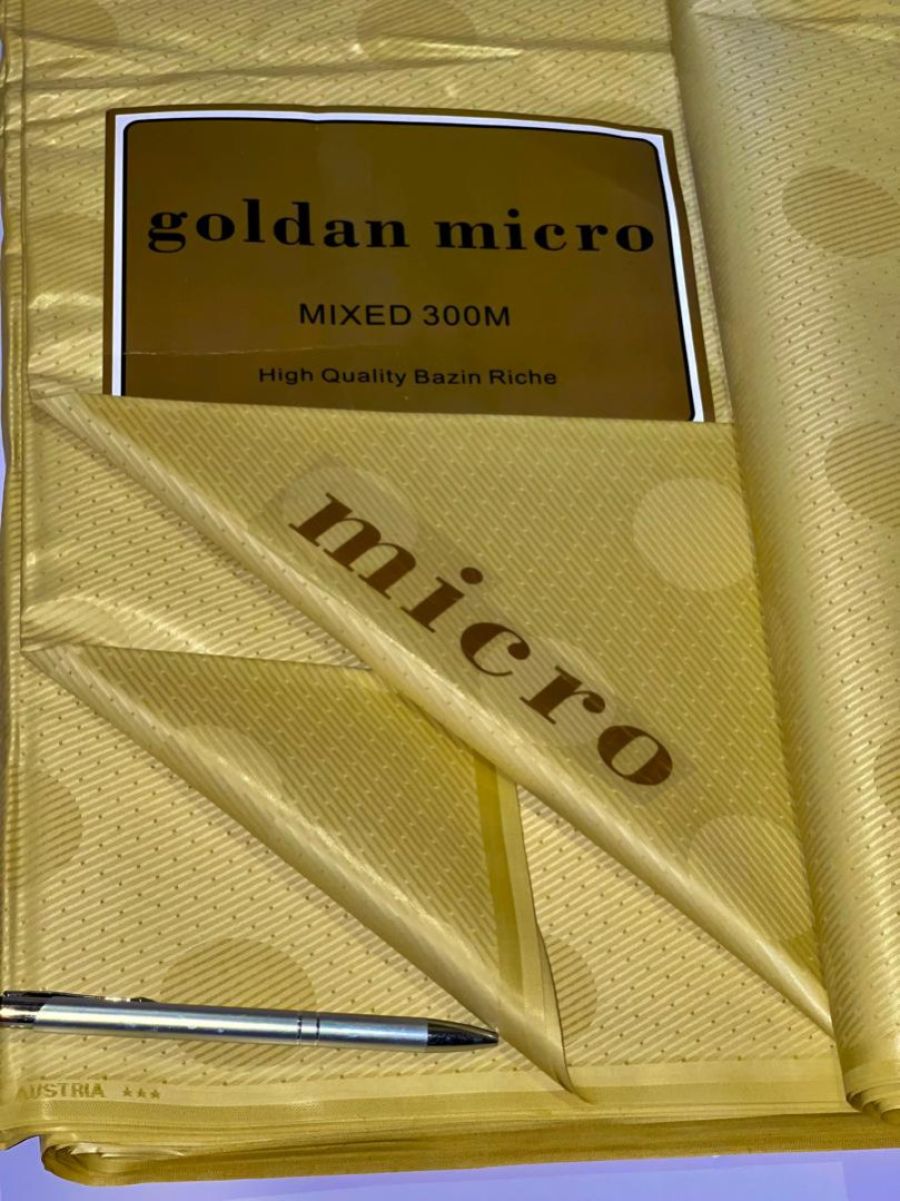 goldan micro
MIXED 300M
High Quality Bazin Riche
micro
AUSTRIA ★★★